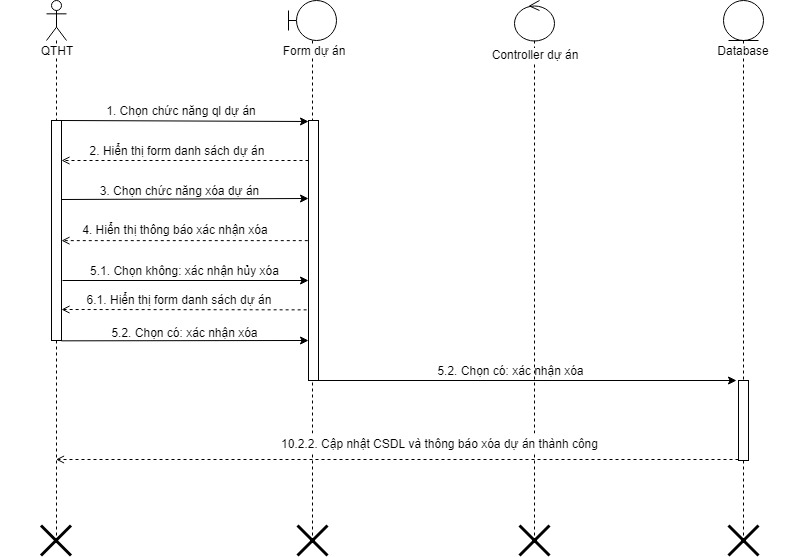 QTHT
Form dự án
Controller dự án
Database
1. Chọn chức năng ql dự án
2. Hiển thị form danh sách dự án
3. Chọn chức năng xóa dự án
4. Hiển thị thông báo xác nhận xóa
5.1. Chọn không: xác nhận hủy xóa
6.1. Hiển thị form danh sách dự án
5.2. Chọn có: xác nhận xóa
5.2. Chọn có: xác nhận xóa
10.2.2. Cập nhật CSDL và thông báo xóa dự án thành công